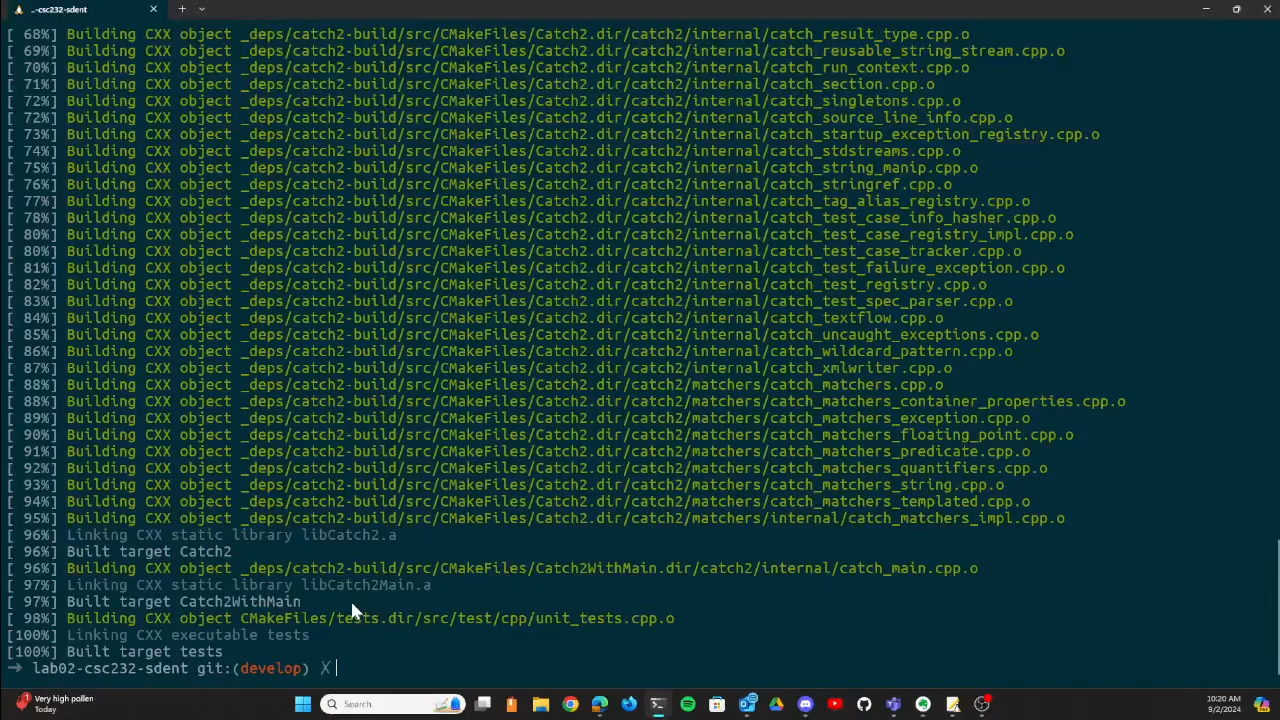 ..-csc232-sdent
[ 68%] Building CXX object _deps/catch2-build/src/CMakeFiles/Catch2.dir/catch2/internal/catch_result_type.cpp.o
[ 69%] Building CXX object _deps/catch2-build/src/CMakeFiles/Catch2.dir/catch2/internal/catch_reusable_string_stream.cpp.o
[ 70%] Building CXX object _deps/catch2-build/src/CMakeFiles/Catch2.dir/catch2/internal/catch_run_context.cpp.o
[ 71%] Building CXX object _deps/catch2-build/src/CMakeFiles/Catch2.dir/catch2/internal/catch_section.cpp.o
[ 72%] Building CXX object _deps/catch2-build/src/CMakeFiles/Catch2.dir/catch2/internal/catch_singletons.cpp.o
[ 72%] Building CXX object _deps/catch2-build/src/CMakeFiles/Catch2.dir/catch2/internal/catch_source_line_info.cpp.o
[ 73%] Building CXX object _deps/catch2-build/src/CMakeFiles/Catch2.dir/catch2/internal/catch_startup_exception_registry.cpp.o
[ 74%] Building CXX object _deps/catch2-build/src/CMakeFiles/Catch2.dir/catch2/internal/catch_stdstreams.cpp.o
[ 75%] Building CXX object _deps/catch2-build/src/CMakeFiles/Catch2.dir/catch2/internal/catch_string_manip.cpp.o
[ 76%] Building CXX object _deps/catch2-build/src/CMakeFiles/Catch2.dir/catch2/internal/catch_stringref.cpp.o
[ 77%] Building CXX object _deps/catch2-build/src/CMakeFiles/Catch2.dir/catch2/internal/catch_tag_alias_registry.cpp.o
[ 78%] Building CXX object _deps/catch2-build/src/CMakeFiles/Catch2.dir/catch2/internal/catch_test_case_info_hasher.cpp.o
[ 80%] Building CXX object _deps/catch2-build/src/CMakeFiles/Catch2.dir/catch2/internal/catch_test_case_registry_impl.cpp.o
[ 80%] Building CXX object _deps/catch2-build/src/CMakeFiles/Catch2.dir/catch2/internal/catch_test_case_tracker.cpp.o
[ 81%] Building CXX object _deps/catch2-build/src/CMakeFiles/Catch2.dir/catch2/internal/catch_test_failure_exception.cpp.o
[ 82%] Building CXX object _deps/catch2-build/src/CMakeFiles/Catch2.dir/catch2/internal/catch_test_registry.cpp.o
[ 83%] Building CXX object _deps/catch2-build/src/CMakeFiles/Catch2.dir/catch2/internal/catch_test_spec_parser.cpp.o
[ 84%] Building CXX object _deps/catch2-build/src/CMakeFiles/Catch2.dir/catch2/internal/catch_textflow.cpp.o
[ 85%] Building CXX object _deps/catch2-build/src/CMakeFiles/Catch2.dir/catch2/internal/catch_uncaught_exceptions.cpp.o
[ 86%] Building CXX object _deps/catch2-build/src/CMakeFiles/Catch2.dir/catch2/internal/catch_wildcard_pattern.cpp.o
[ 87%] Building CXX object _deps/catch2-build/src/CMakeFiles/Catch2.dir/catch2/internal/catch_xmlwriter.cpp.o
[ 88%] Building CXX object _deps/catch2-build/src/CMakeFiles/Catch2.dir/catch2/matchers/catch_matchers.cpp.o
[ 88%] Building CXX object _deps/catch2-build/src/CMakeFiles/Catch2.dir/catch2/matchers/catch_matchers_container_properties.cpp.o
[ 89%] Building CXX object _deps/catch2-build/src/CMakeFiles/Catch2.dir/catch2/matchers/catch_matchers_exception.cpp.o
[ 90%] Building CXX object _deps/catch2-build/src/CMakeFiles/Catch2.dir/catch2/matchers/catch_matchers_floating_point.cpp.o
[ 91%] Building CXX object _deps/catch2-build/src/CMakeFiles/Catch2.dir/catch2/matchers/catch_matchers_predicate.cpp.o
[ 92%] Building CXX object _deps/catch2-build/src/CMakeFiles/Catch2.dir/catch2/matchers/catch_matchers_quantifiers.cpp.o
[ 93%] Building CXX object _deps/catch2-build/src/CMakeFiles/Catch2.dir/catch2/matchers/catch_matchers_string.cpp.o
[ 94%] Building CXX object _deps/catch2-build/src/CMakeFiles/Catch2.dir/catch2/matchers/catch_matchers_templated.cpp.o
[ 95%] Building CXX object _deps/catch2-build/src/CMakeFiles/Catch2.dir/catch2/matchers/internal/catch_matchers_impl.cpp.o
[ 96%] Linking CXX static library libCatch2.a
[ 96%] Built target Catch2
[ 96%] Building CXX object _deps/catch2-build/src/CMakeFiles/Catch2WithMain.dir/catch2/internal/catch_main.cpp.o
[ 97%] Linking CXX static library libCatch2Main.a
[ 97%] Built target Catch2WithMain
[ 98%] Building CXX object CMakeFiles/tests.dir/src/test/cpp/unit_tests.cpp.o
[100%] Linking CXX executable tests
[100%] Built target tests
→ lab02-csc232-sdent git:(develop) ✗
Very high pollen
Today
Search
10:20 AM
9/2/2024